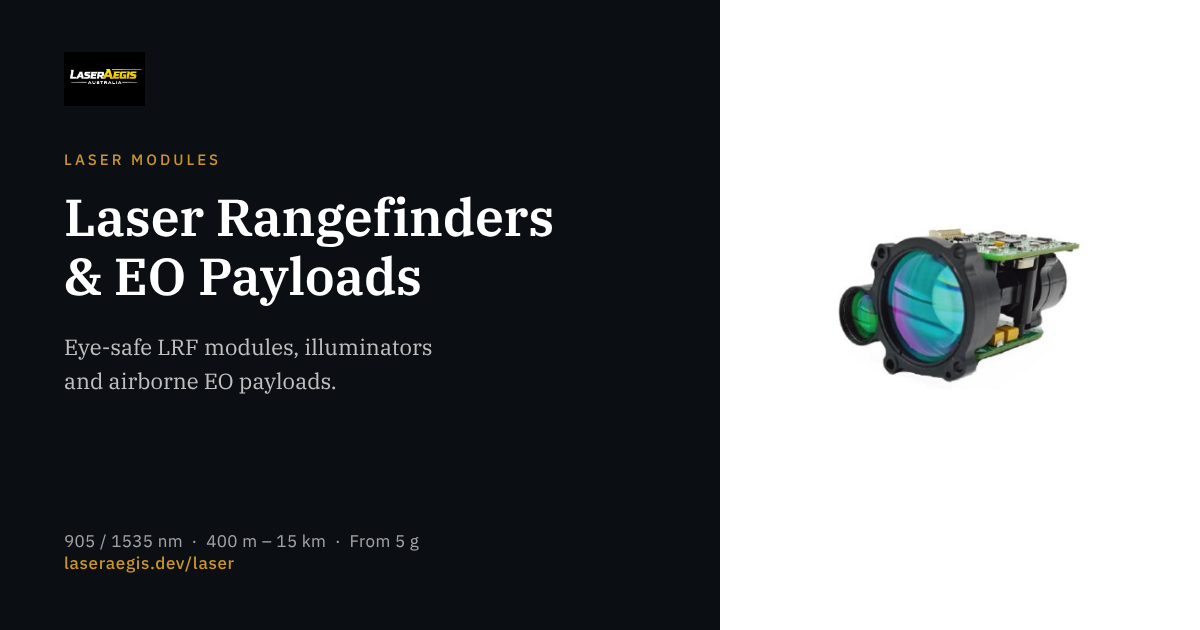 LASERAEGIS
AUSTRALIA
LASER MODULES
Laser Rangefinders
& EO Payloads
Eye-safe LRF modules, illuminators
and airborne EO payloads.
905 / 1535 nm · 400 m – 15 km · From 5 g
laseraegis.dev/laser